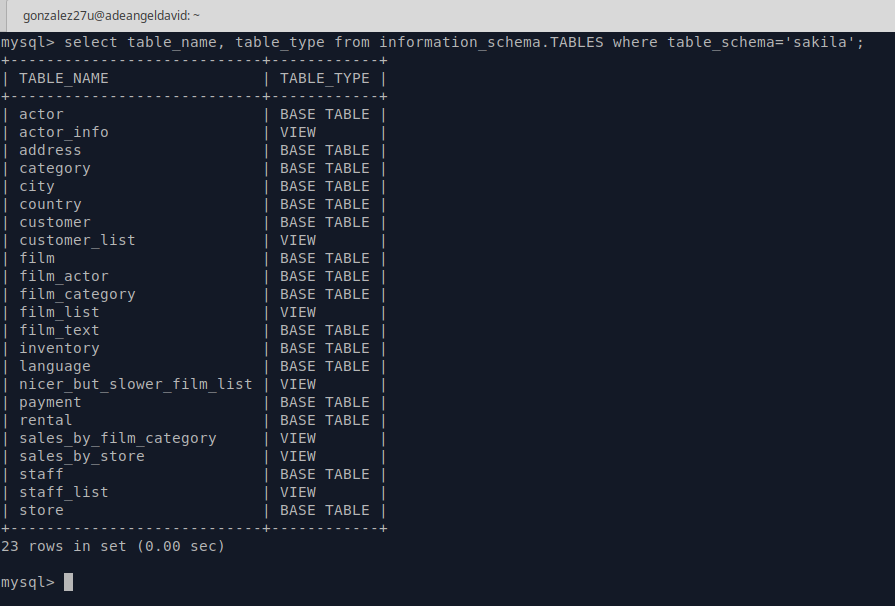 gonzalez27u@adeangeldavid: ~
mysql> select table_name, table_type from information_schema.TABLES where table_schema='sakila';
+----------------------------+------------+
| TABLE_NAME                 | TABLE_TYPE |
+----------------------------+------------+
| actor                      | BASE TABLE |
| actor_info                 | VIEW       |
| address                    | BASE TABLE |
| category                   | BASE TABLE |
| city                       | BASE TABLE |
| country                    | BASE TABLE |
| customer                   | BASE TABLE |
| customer_list              | VIEW       |
| film                       | BASE TABLE |
| film_actor                 | BASE TABLE |
| film_category              | BASE TABLE |
| film_list                  | VIEW       |
| film_text                  | BASE TABLE |
| inventory                  | BASE TABLE |
| language                   | BASE TABLE |
| nicer_but_slower_film_list | VIEW       |
| payment                    | BASE TABLE |
| rental                     | BASE TABLE |
| sales_by_film_category     | VIEW       |
| sales_by_store             | VIEW       |
| staff                      | BASE TABLE |
| staff_list                 | VIEW       |
| store                      | BASE TABLE |
+----------------------------+------------+
23 rows in set (0.00 sec)
mysql>